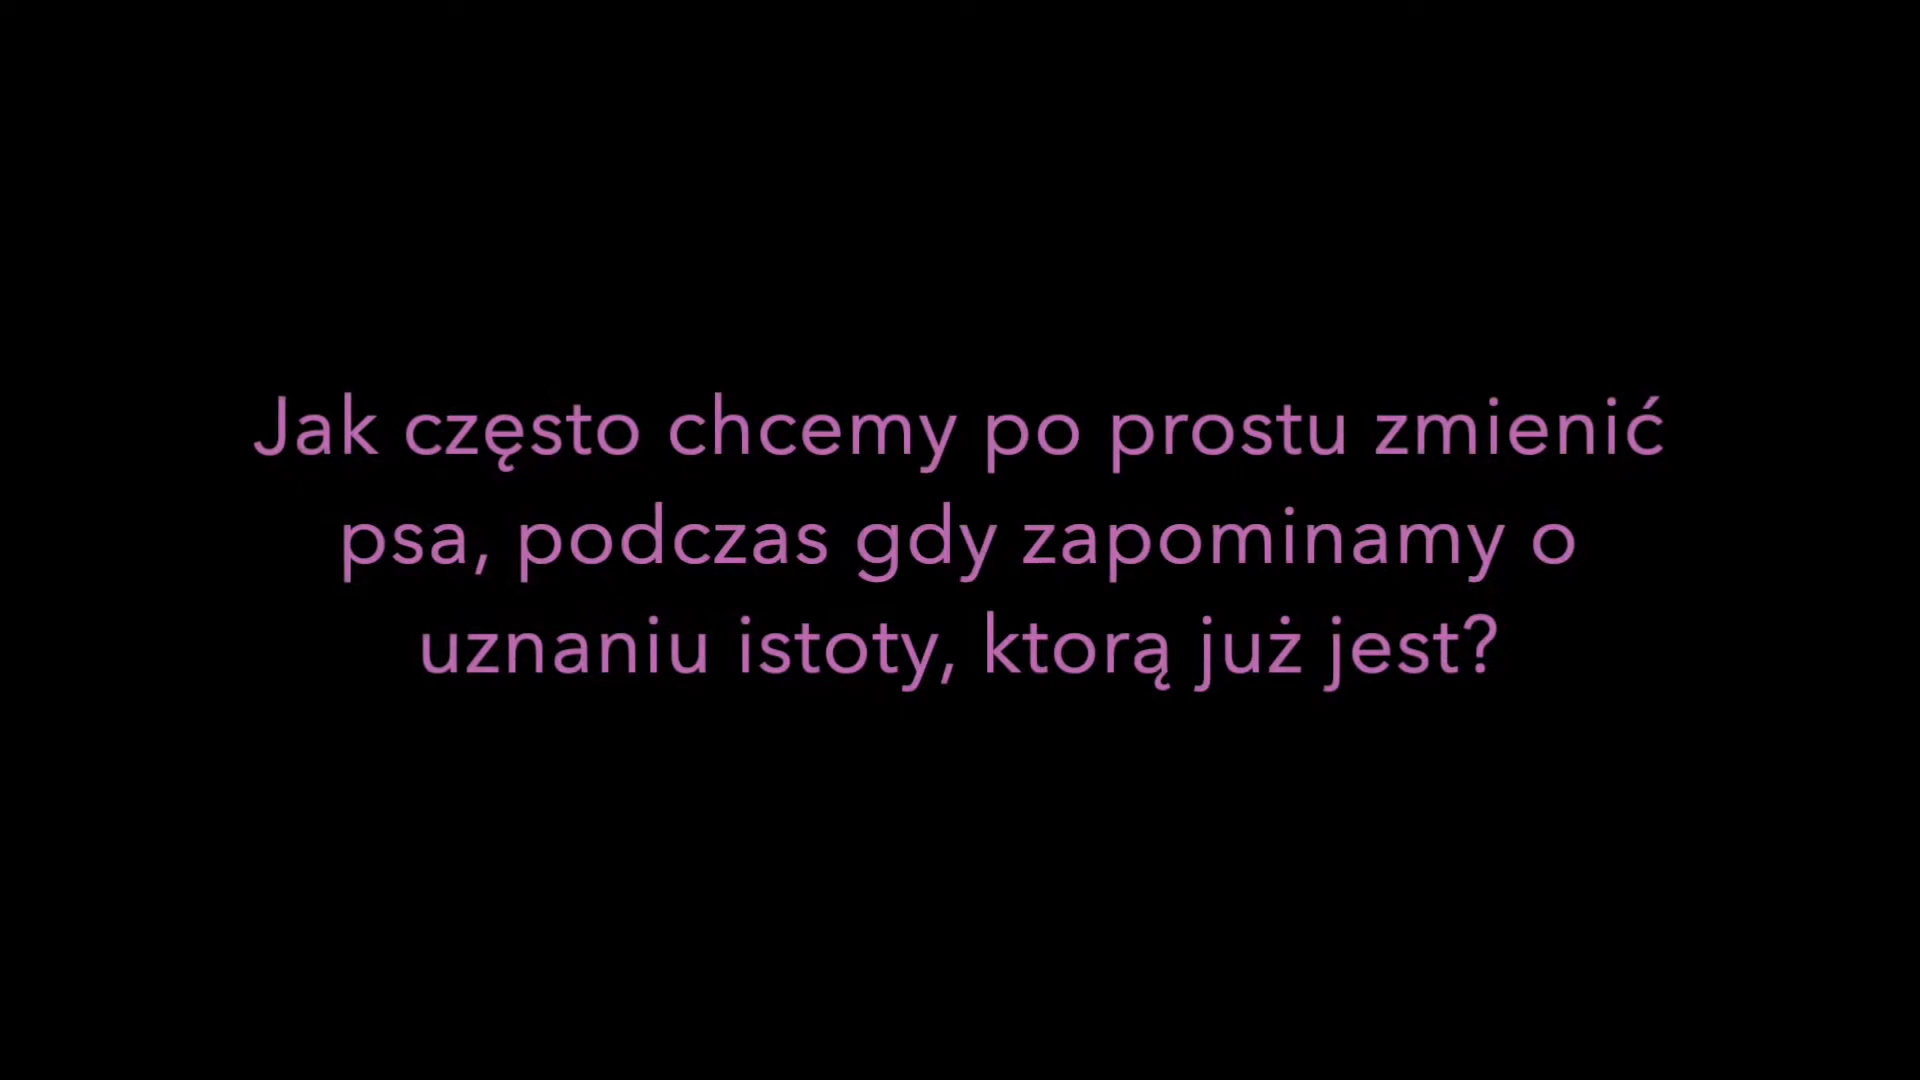 Jak często chcemy po prostu zmienić
psa, podczas gdy zapominamy o
uznaniu istoty, ktorą już jest?